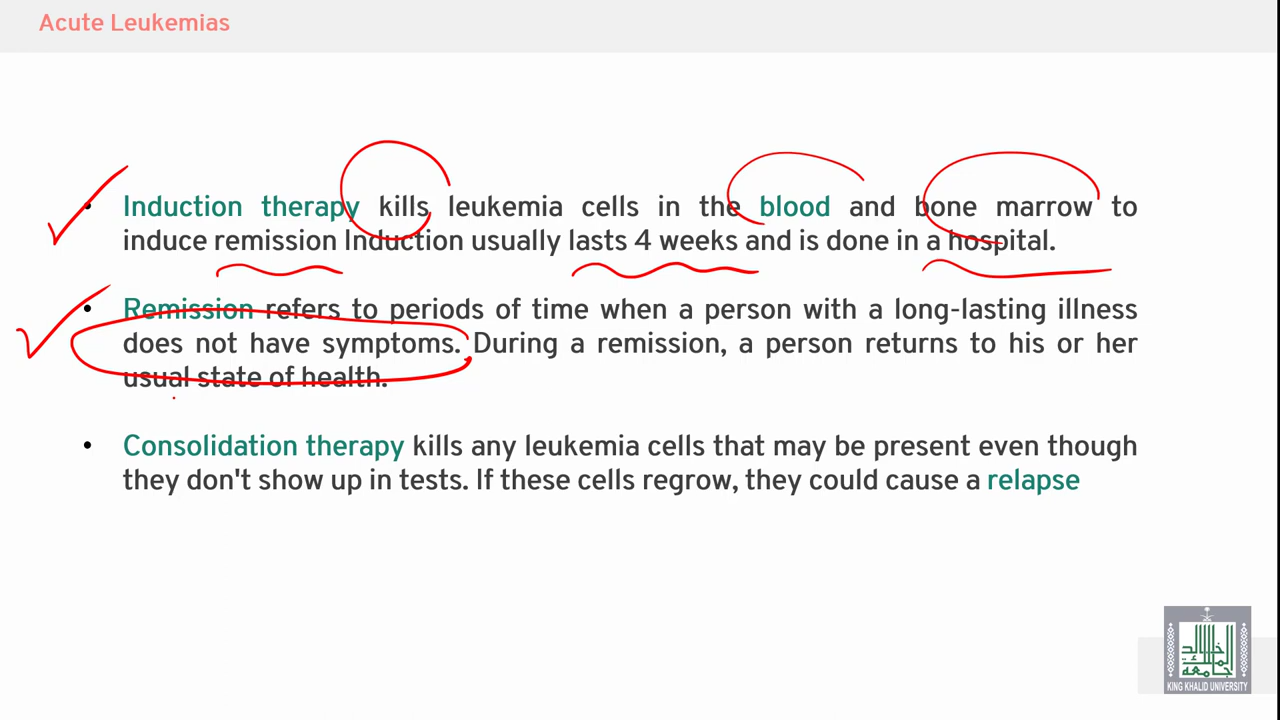 Acute Leukemias
• Induction therapy kills leukemia cells in the blood and bone marrow to
induce remission Induction usually lasts 4 weeks and is done in a hospital.
• Remission refers to periods of time when a person with a long-lasting illness
does not have symptoms. During a remission, a person returns to his or her
usual state of health.
• Consolidation therapy kills any leukemia cells that may be present even though
they don't show up in tests. If these cells regrow, they could cause a relapse
جامعة الملك خالد
KING KHALID UNIVERSITY